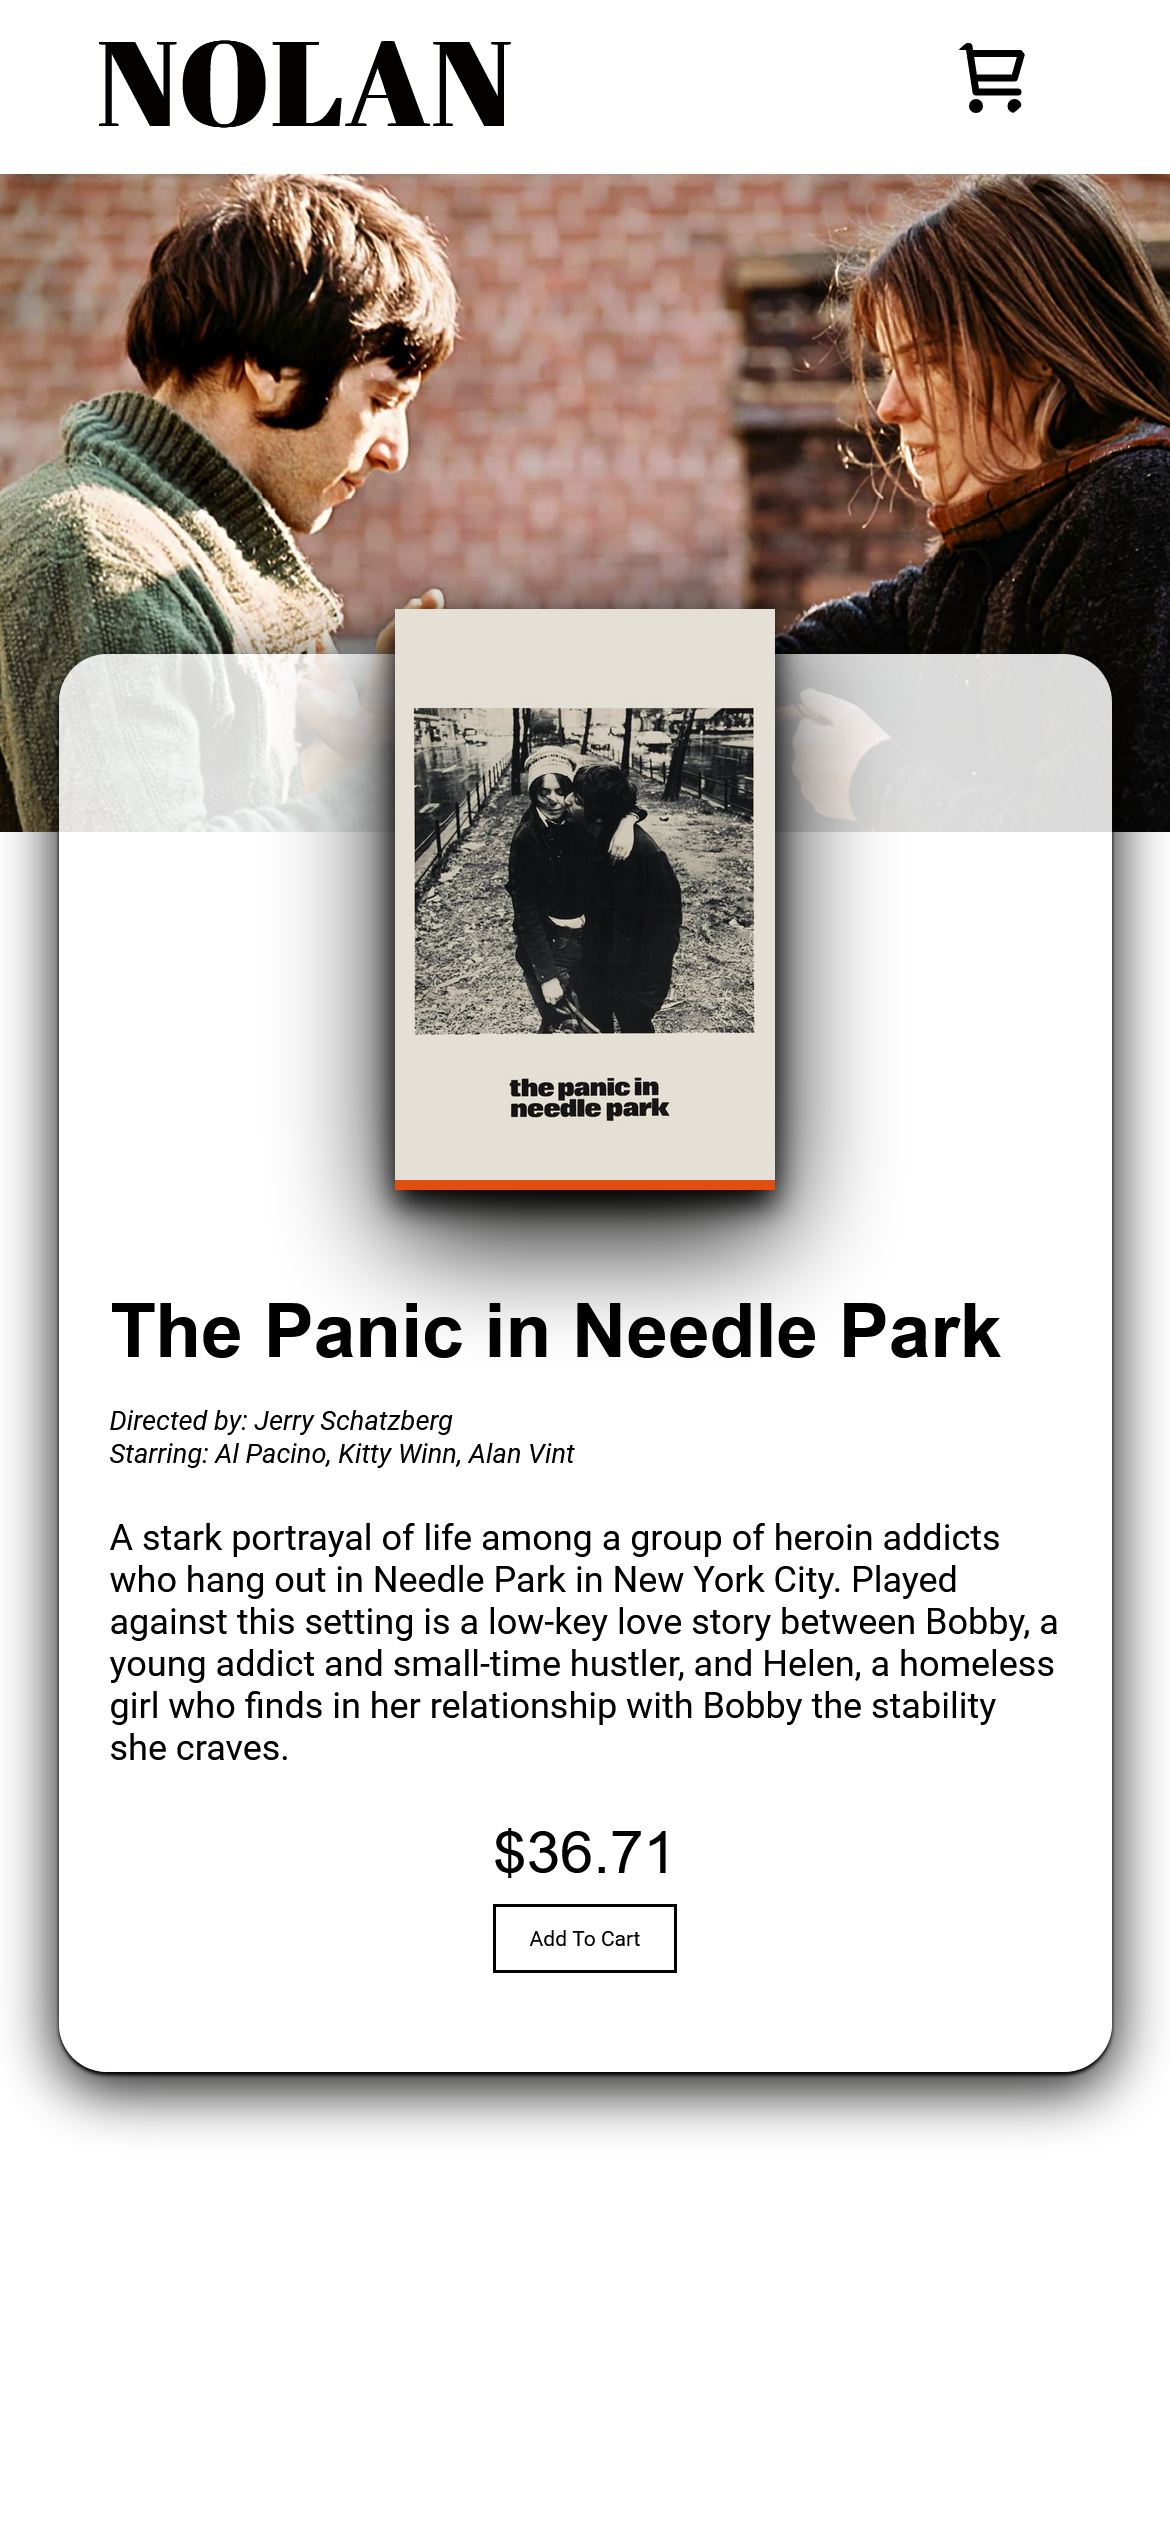 NOLAN
the panic in
needle park
The Panic in Needle Park
Directed by: Jerry Schatzberg
Starring: Al Pacino, Kitty Winn, Alan Vint
A stark portrayal of life among a group of heroin addicts
who hang out in Needle Park in New York City. Played
against this setting is a low-key love story between Bobby, a
young addict and small-time hustler, and Helen, a homeless
girl who finds in her relationship with Bobby the stability
she craves.
$36.71
Add To Cart